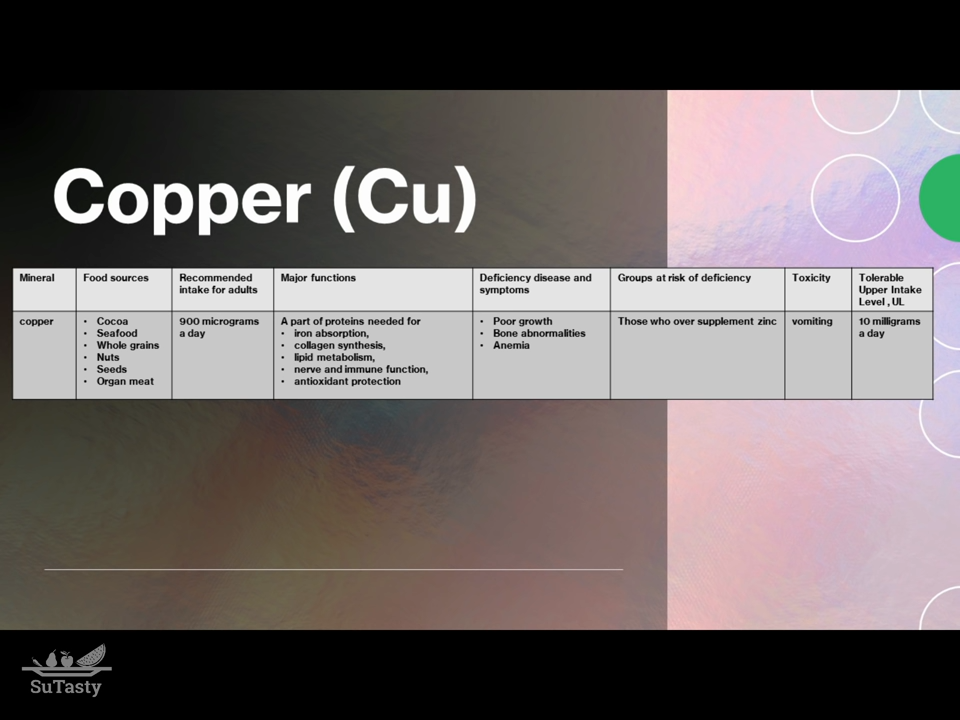 Copper (Cu)
Mineral
Food sources
Recommended
intake for adults
Major functions
Deficiency disease and
symptoms
Groups at risk of deficiency
Toxicity
Tolerable
Upper Intake
Level , UL
copper
• Cocoa
• Seafood
• Whole grains
• Nuts
• Seeds
• Organ meat
900 micrograms
a day
A part of proteins needed for
• iron absorption,
• collagen synthesis,
• lipid metabolism,
• nerve and immune function,
• antioxidant protection
• Poor growth
• Bone abnormalities
• Anemia
Those who over supplement zinc
vomiting
10 milligrams
a day
SuTasty